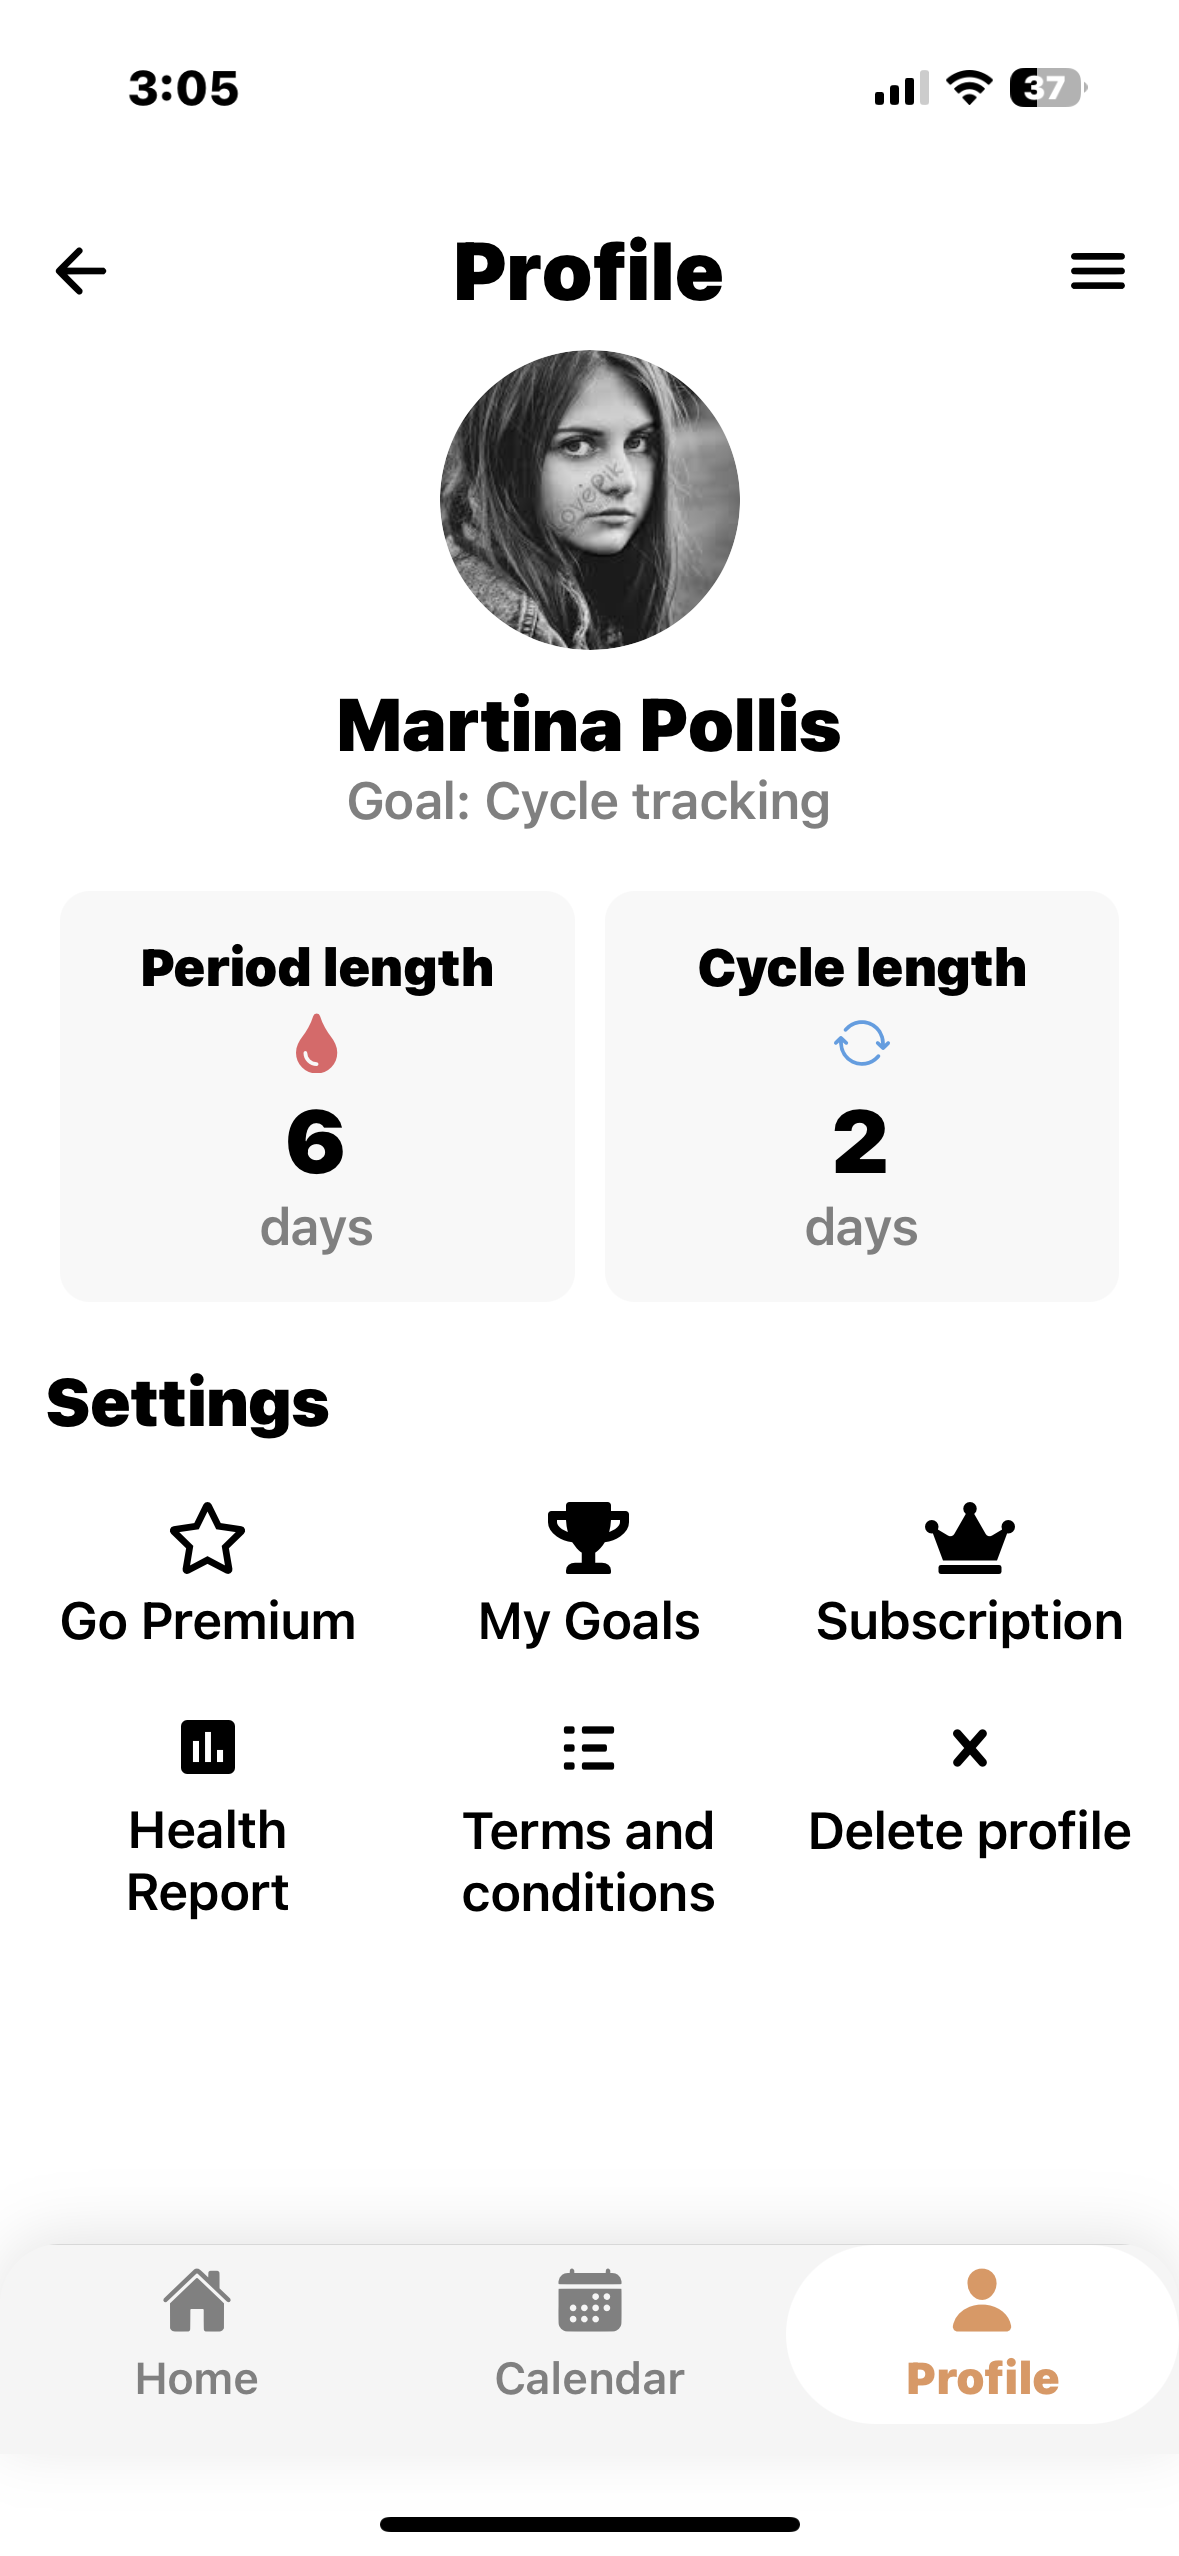 3:05
37
Profile
Martina Pollis
Goal: Cycle tracking
Period length
Cycle length
6
2
days
days
Settings
Go Premium
My Goals
Subscription
Health
Report
Terms and
conditions
Delete profile
Home
Calendar
Profile